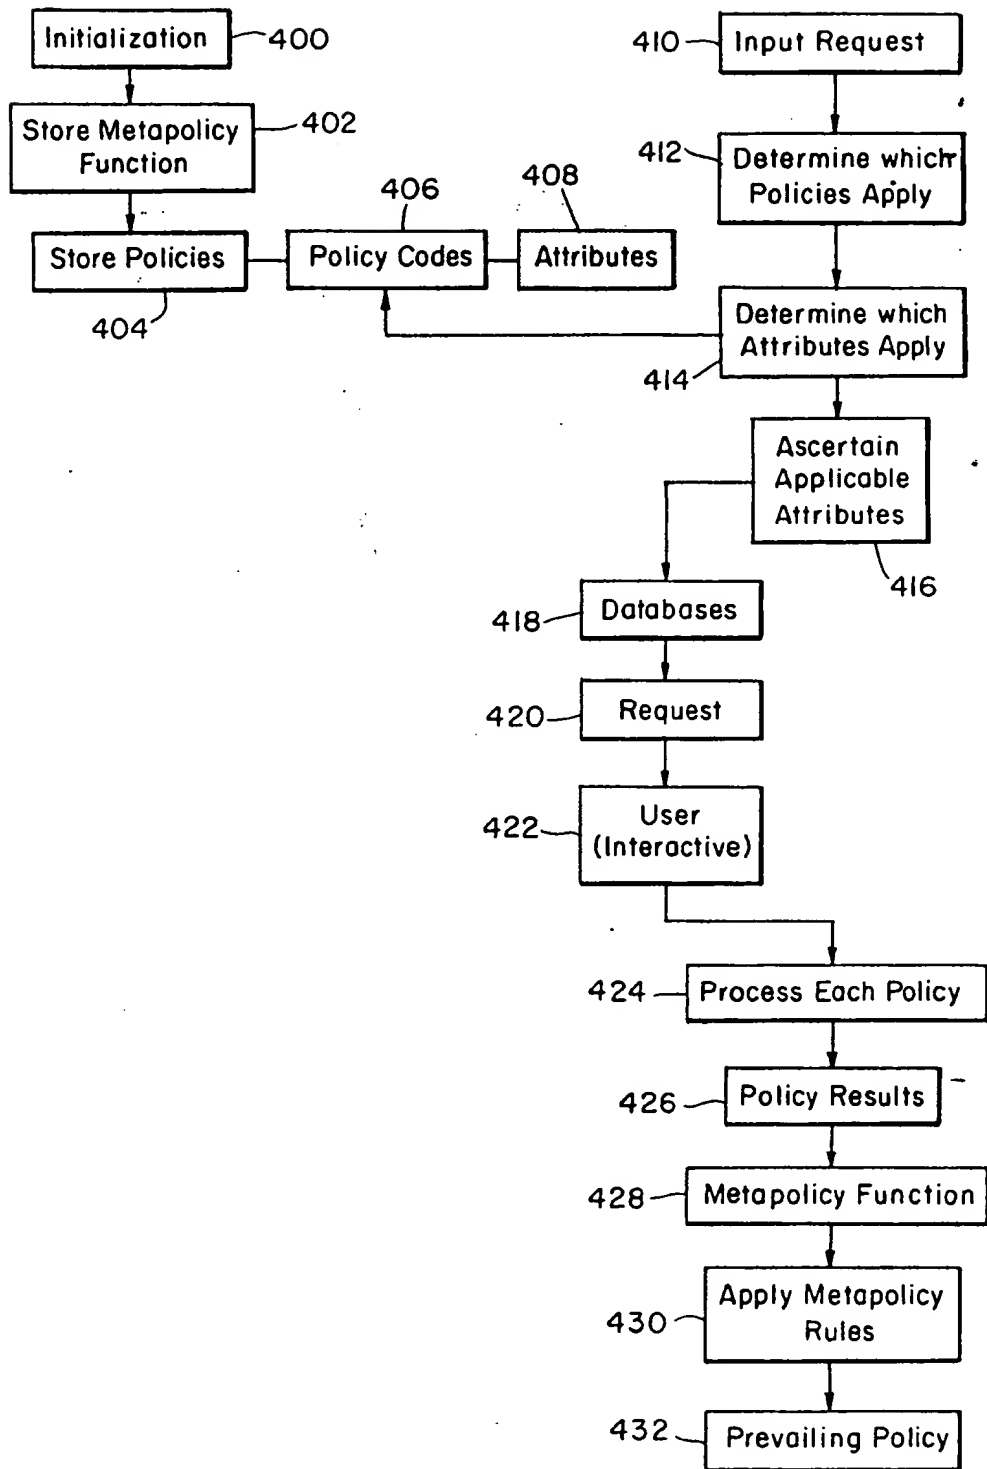 Initialization
400
Store Metapolicy
Function
402
Store Policies
404
406
Policy Codes
408
Attributes
410
Input Request
412
Determine which
Policies Apply
Determine which
Attributes Apply
414
Ascertain
Applicable
Attributes
416
418
Databases
420
Request
422
User
(Interactive)
424
Process Each Policy
426
Policy Results
428
Metapolicy Function
430
Apply Metapolicy
Rules
432
Prevailing Policy